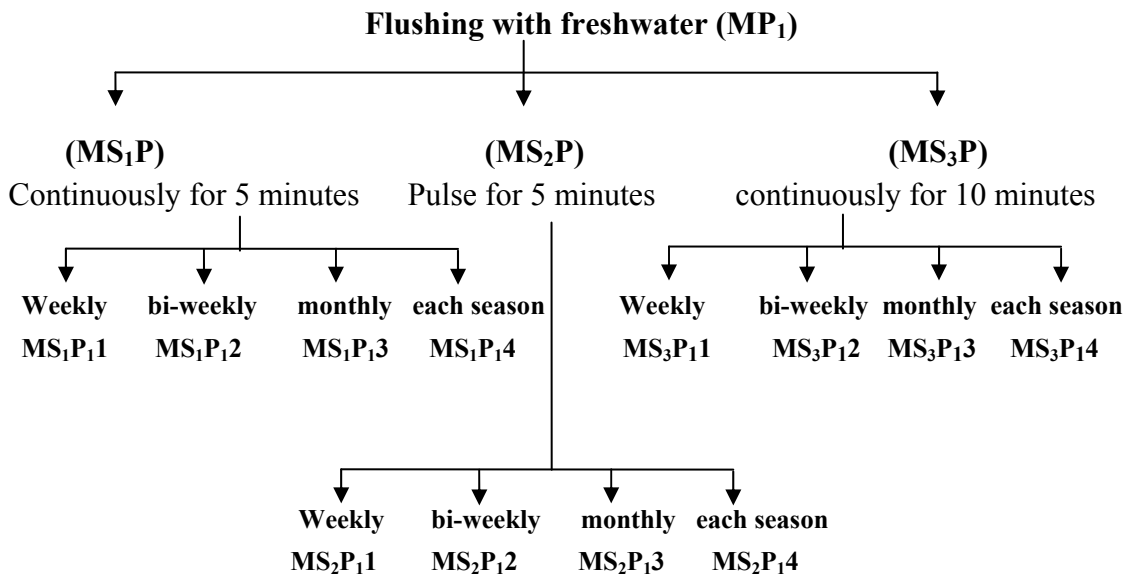 Flushing with freshwater (MP₁)
(MS₁P) (MS₂P) (MS₃P)
Continuously for 5 minutes Pulse for 5 minutes continuously for 10 minutes
Weekly bi-weekly monthly each season Weekly bi-weekly monthly each season
MS₁P₁1 MS₁P₁2 MS₁P₁3 MS₁P₁4 MS₃P₁1 MS₃P₁2 MS₃P₁3 MS₃P₁4
Weekly bi-weekly monthly each season
MS₂P₁1 MS₂P₁2 MS₂P₁3 MS₂P₁4